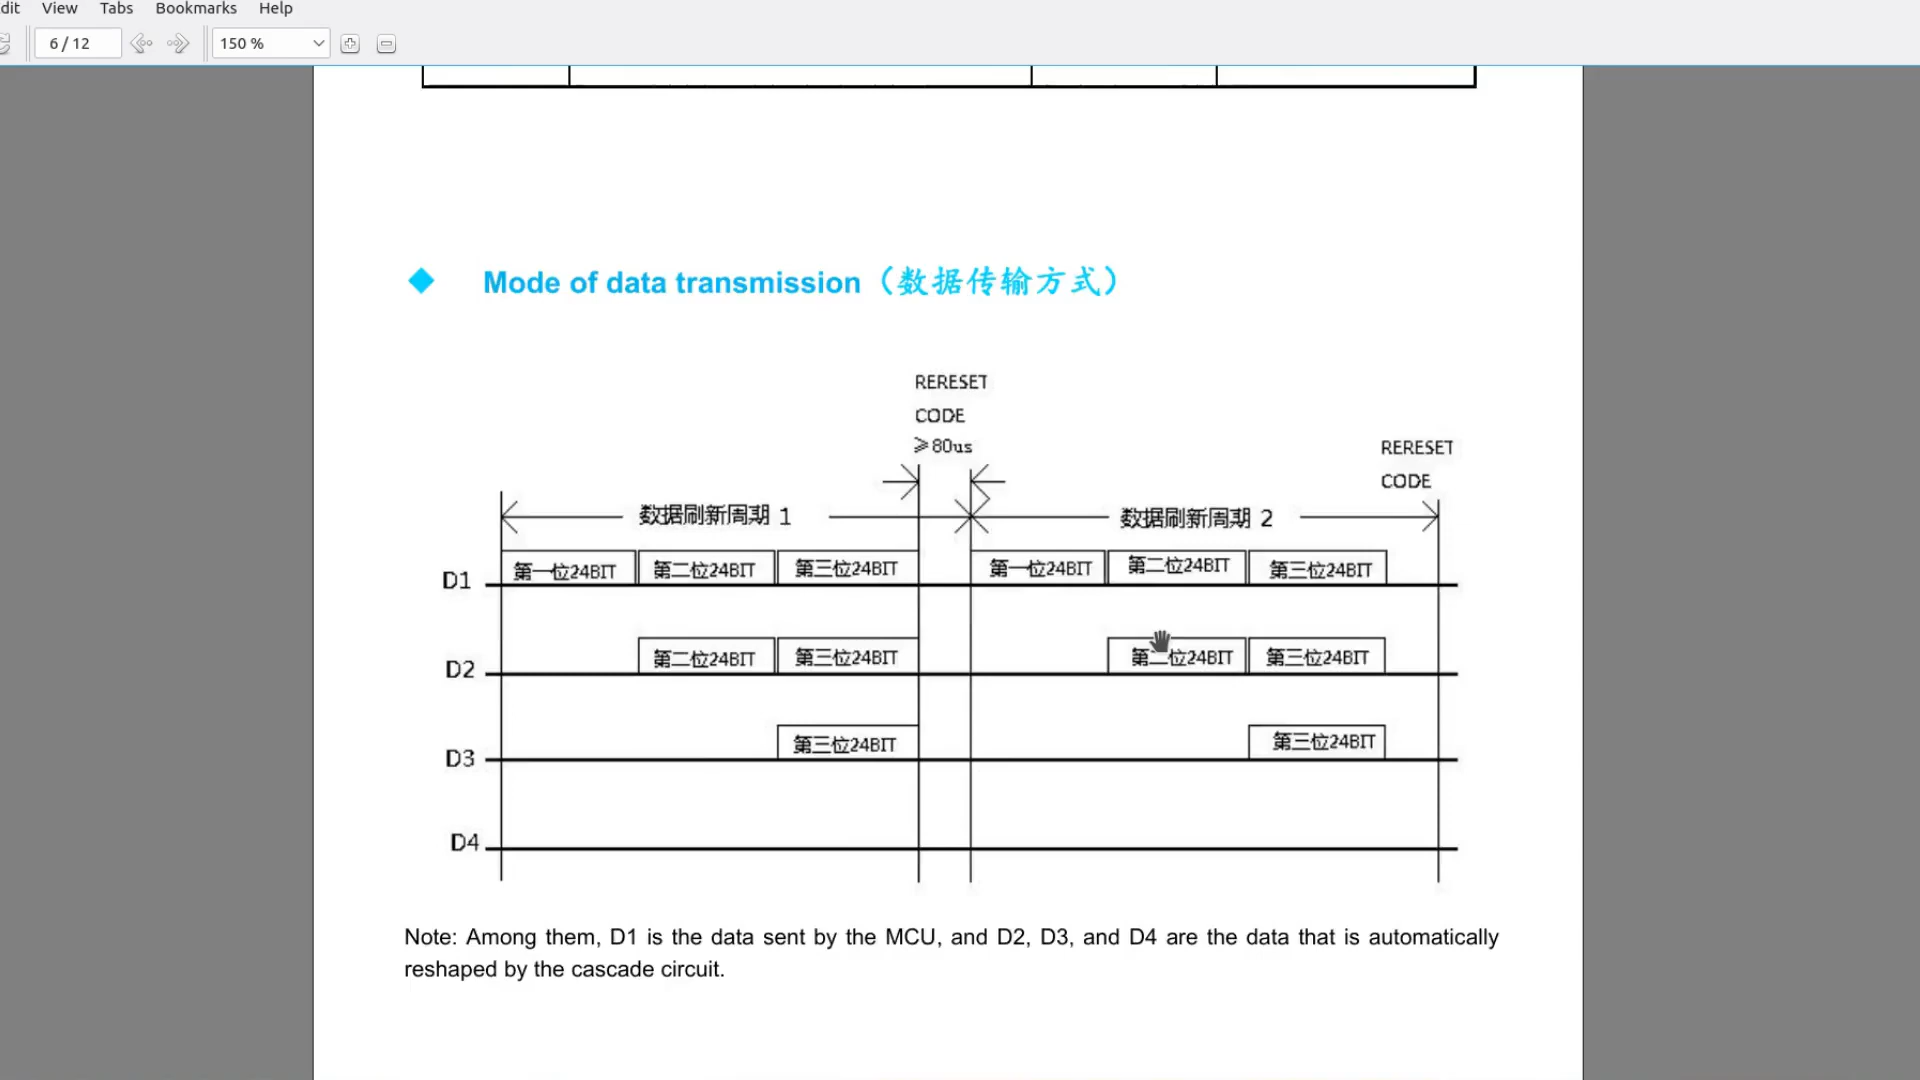 dit View Tabs Bookmarks Help
6 / 12 150 %
Mode of data transmission（数据传输方式）
RERESET
CODE
≥80us
RERESET
CODE
数据刷新周期 1
数据刷新周期 2
D1 第一位24BIT 第二位24BIT 第三位24BIT 第一位24BIT 第二位24BIT 第三位24BIT
D2 第二位24BIT 第三位24BIT 第二位24BIT 第三位24BIT
D3 第三位24BIT 第三位24BIT
D4
Note: Among them, D1 is the data sent by the MCU, and D2, D3, and D4 are the data that is automatically
reshaped by the cascade circuit.